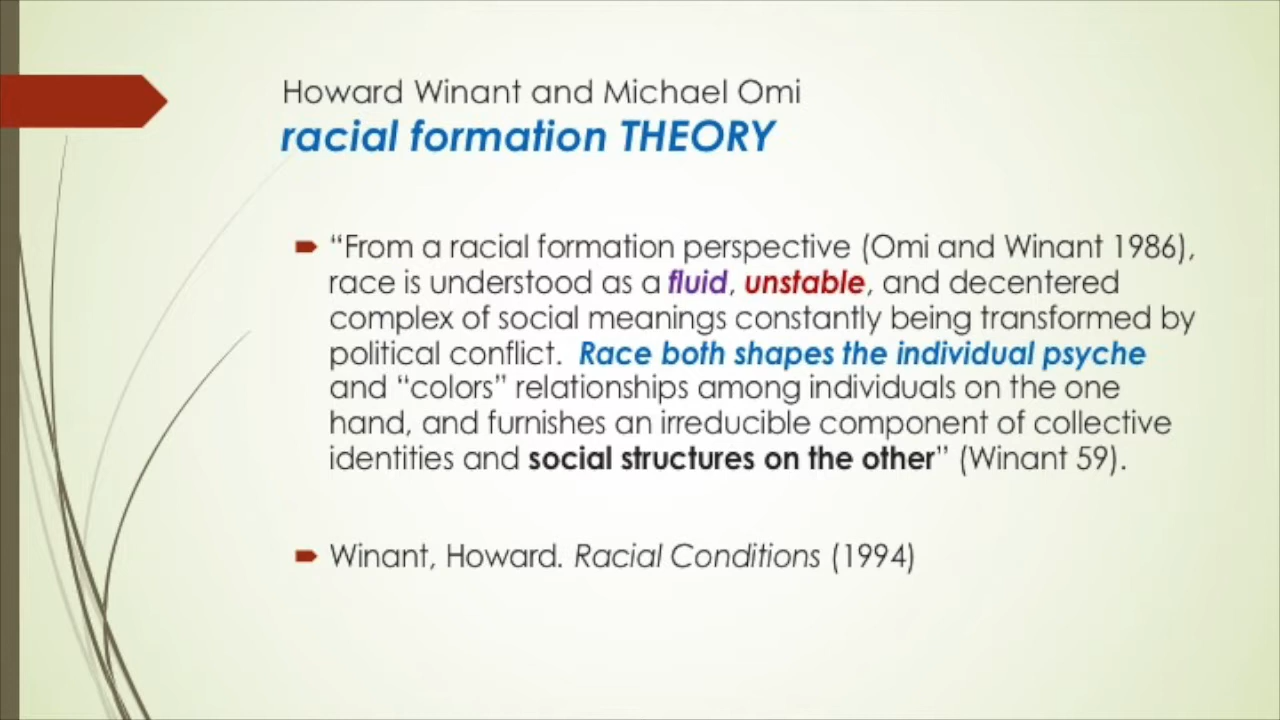 Howard Winant and Michael Omi
racial formation THEORY
“From a racial formation perspective (Omi and Winant 1986),
race is understood as a fluid, unstable, and decentered
complex of social meanings constantly being transformed by
political conflict. Race both shapes the individual psyche
and “colors” relationships among individuals on the one
hand, and furnishes an irreducible component of collective
identities and social structures on the other” (Winant 59).
Winant, Howard. Racial Conditions (1994)